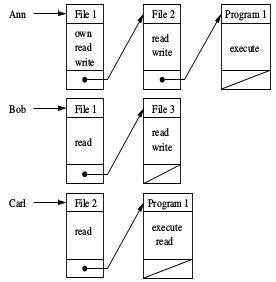 Ann File 1 File 2 Program 1
own
read
write
read
write
execute
Bob File 1 File 3
read
read
write
Carl File 2 Program 1
read
execute
read